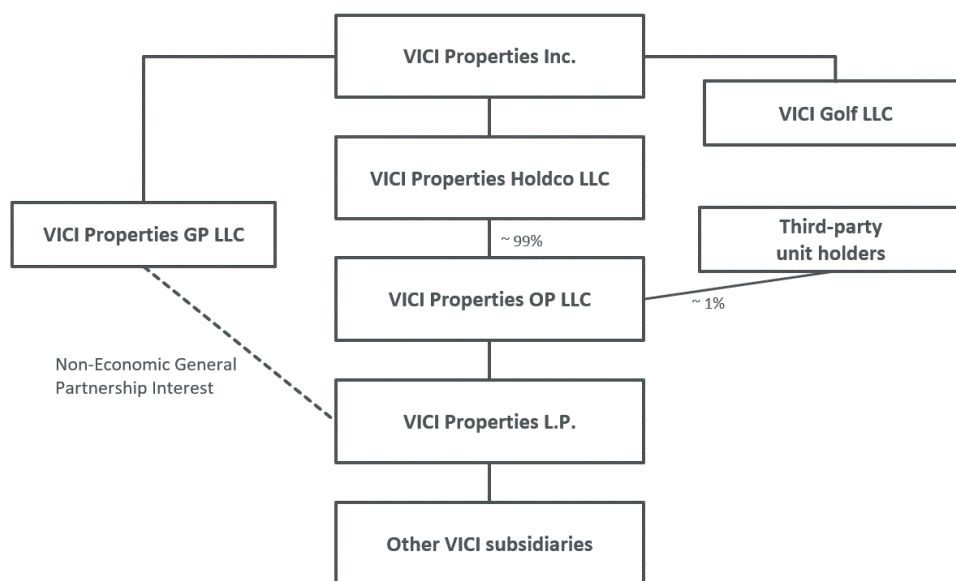 VICI Properties Inc.
VICI Golf LLC
VICI Properties Holdco LLC
VICI Properties GP LLC
Third-party
unit holders
~ 99%
VICI Properties OP LLC
~ 1%
Non-Economic General
Partnership Interest
VICI Properties L.P.
Other VICI subsidiaries